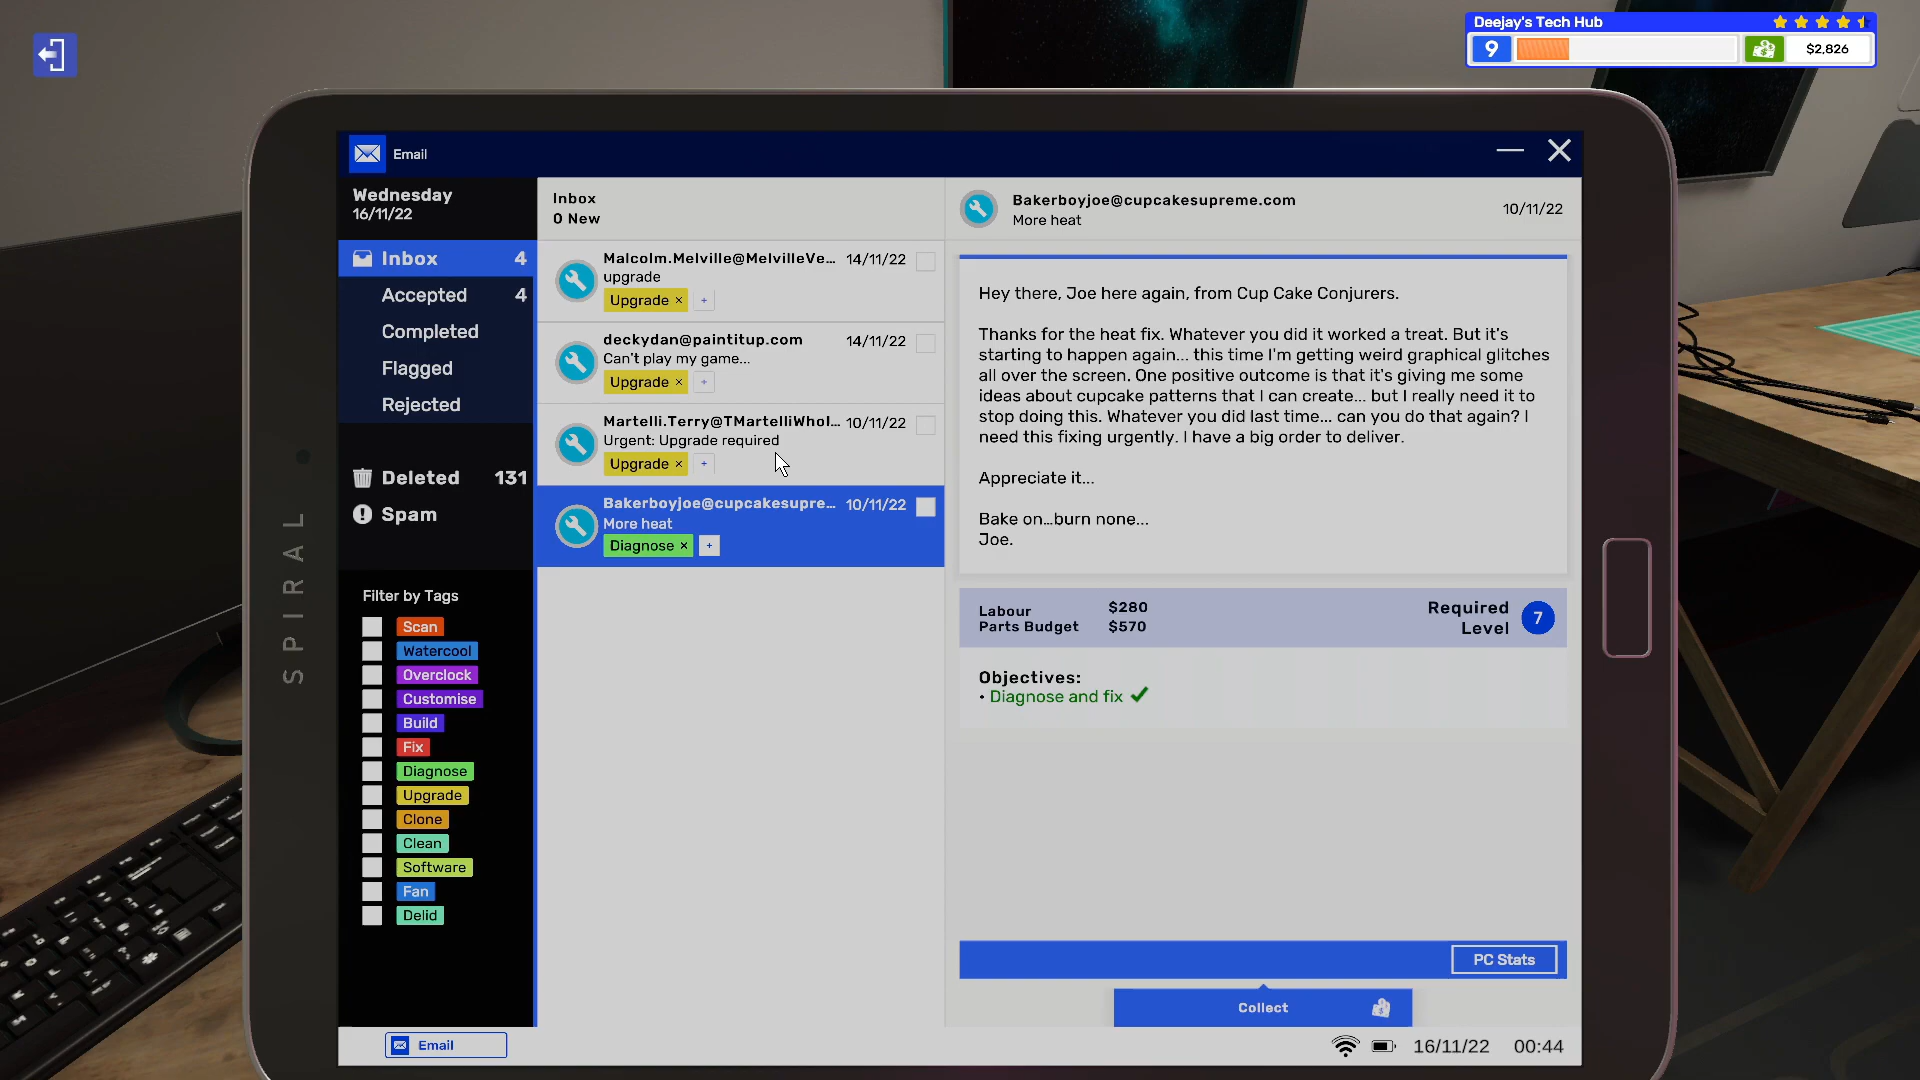 Deejay's Tech Hub
9
$2,826
Email
Wednesday
16/11/22
Inbox 4
Accepted 4
Completed
Flagged
Rejected
Deleted 131
Spam
Filter by Tags
Scan
Watercool
Overclock
Customise
Build
Fix
Diagnose
Upgrade
Clone
Clean
Software
Fan
Delid
Inbox
0 New
Malcolm.Melville@MelvilleVe... 14/11/22
upgrade
Upgrade × +
deckydan@paintitup.com 14/11/22
Can't play my game...
Upgrade × +
Martelli.Terry@TMartelliWhol... 10/11/22
Urgent: Upgrade required
Upgrade × +
Bakerboyjoe@cupcakesupre... 10/11/22
More heat
Diagnose × +
Bakerboyjoe@cupcakesupreme.com
More heat
10/11/22
Hey there, Joe here again, from Cup Cake Conjurers.
Thanks for the heat fix. Whatever you did it worked a treat. But it's
starting to happen again... this time I'm getting weird graphical glitches
all over the screen. One positive outcome is that it's giving me some
ideas about cupcake patterns that I can create... but I really need it to
stop doing this. Whatever you did last time... can you do that again? I
need this fixing urgently. I have a big order to deliver.
Appreciate it...
Bake on...burn none...
Joe.
Labour $280
Parts Budget $570
Required
Level
7
Objectives:
• Diagnose and fix
PC Stats
Collect
SPIRAL
Email
16/11/22 00:44